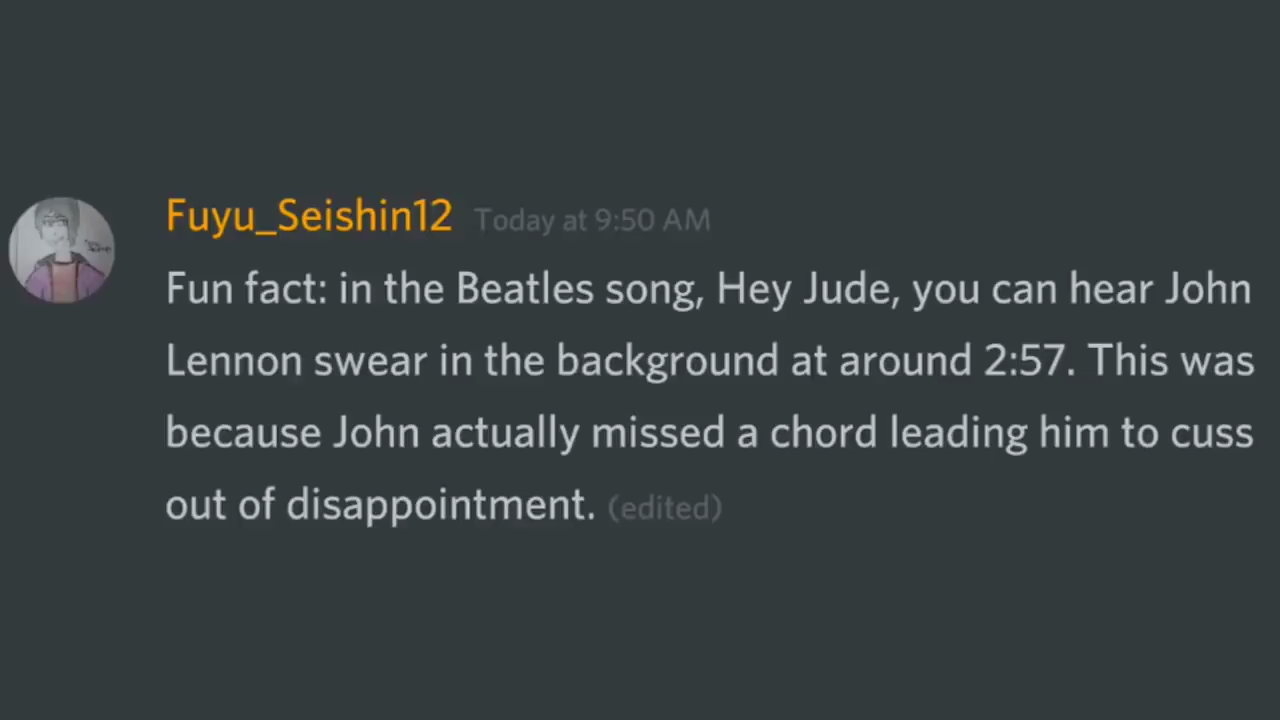 Fuyu_Seishin12 Today at 9:50 AM
Fun fact: in the Beatles song, Hey Jude, you can hear John
Lennon swear in the background at around 2:57. This was
because John actually missed a chord leading him to cuss
out of disappointment. (edited)